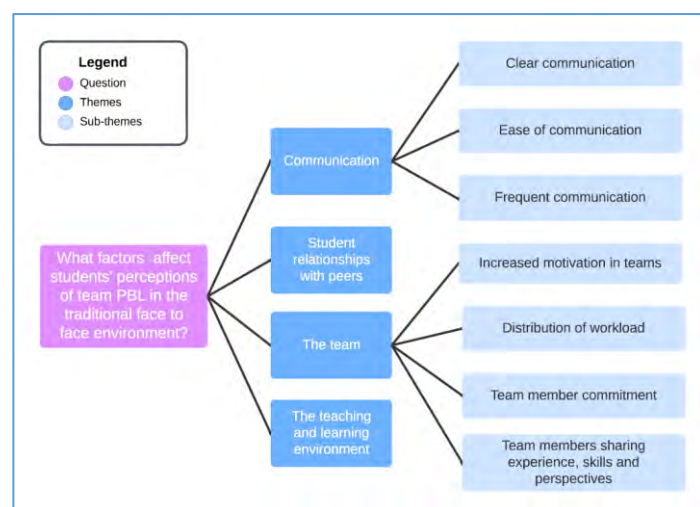 Legend
Question
Themes
Sub-themes
What factors affect
students' perceptions
of team PBL in the
traditional face to
face environment?
Communication
Student
relationships
with peers
The team
The teaching
and learning
environment
Clear communication
Ease of communication
Frequent communication
Increased motivation in teams
Distribution of workload
Team member commitment
Team members sharing
experience, skills and
perspectives